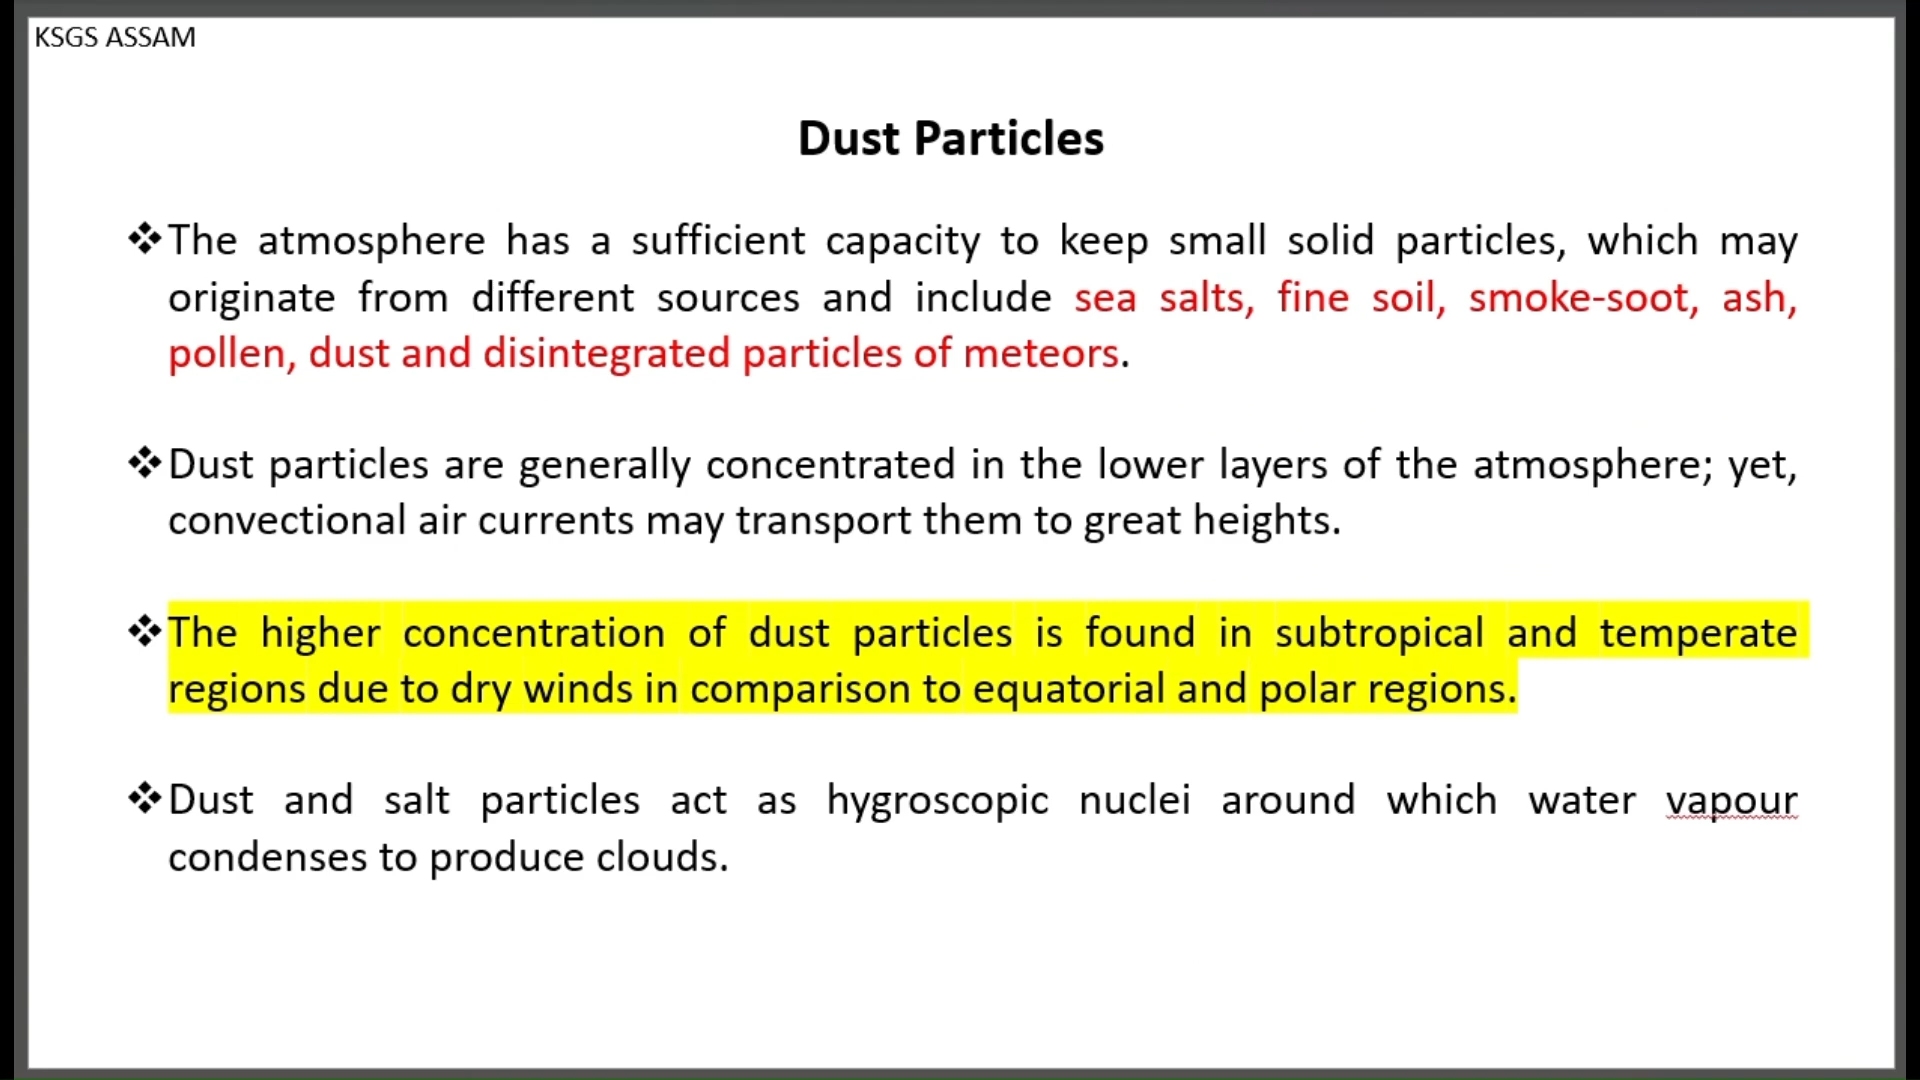 KSGS ASSAM
Dust Particles
❖The atmosphere has a sufficient capacity to keep small solid particles, which may
originate from different sources and include sea salts, fine soil, smoke-soot, ash,
pollen, dust and disintegrated particles of meteors.
❖Dust particles are generally concentrated in the lower layers of the atmosphere; yet,
convectional air currents may transport them to great heights.
❖The higher concentration of dust particles is found in subtropical and temperate
regions due to dry winds in comparison to equatorial and polar regions.
❖Dust and salt particles act as hygroscopic nuclei around which water vapour
condenses to produce clouds.